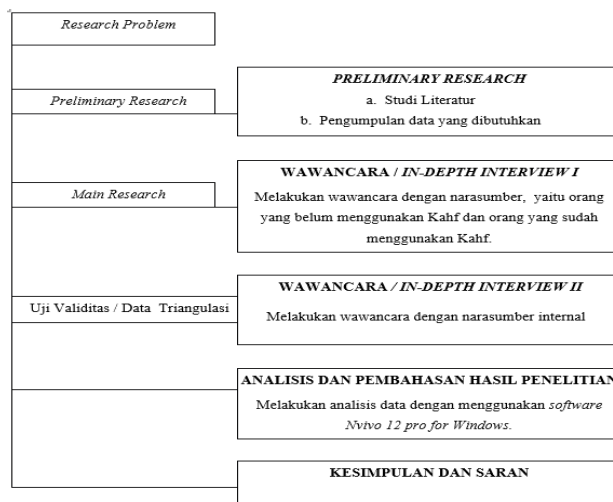 Research Problem
PRELIMINARY RESEARCH
a. Studi Literatur
Preliminary Research
b. Pengumpulan data yang dibutuhkan
WAWANCARA / IN-DEPTH INTERVIEW I
Main Research
Melakukan wawancara dengan narasumber, yaitu orang
yang belum menggunakan Kahf dan orang yang sudah
menggunakan Kahf.
WAWANCARA / IN-DEPTH INTERVIEW II
Uji Validitas / Data Triangulasi
Melakukan wawancara dengan narasumber internal
ANALISIS DAN PEMBAHASAN HASIL PENELITIAN
Melakukan analisis data dengan menggunakan software
Nvivo 12 pro for Windows.
KESIMPULAN DAN SARAN